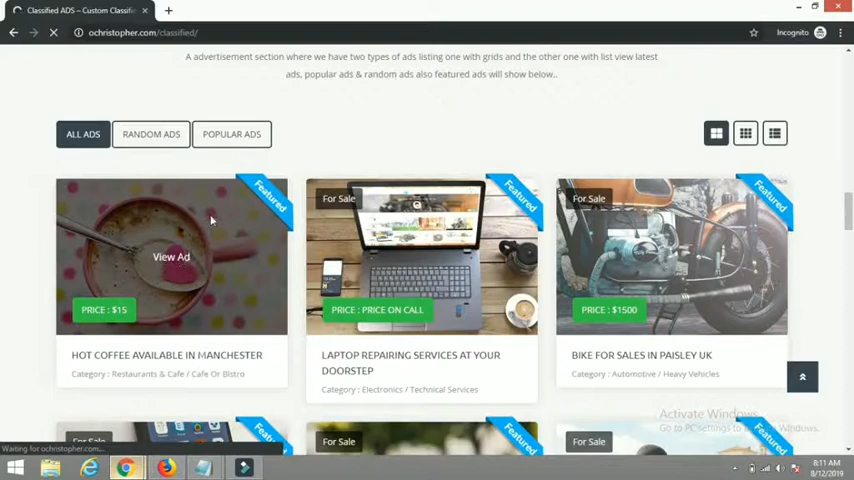 Classified ADS – Custom Classifie
ochristopher.com/classified/
Incognito
A advertisement section where we have two types of ads listing one with grids and the other one with list view latest
ads, popular ads & random ads also featured ads will show below..
ALL ADS
RANDOM ADS
POPULAR ADS
Featured
View Ad
PRICE : $15
HOT COFFEE AVAILABLE IN MANCHESTER
Category : Restaurants & Cafe / Cafe Or Bistro
For Sale
Featured
PRICE : PRICE ON CALL
LAPTOP REPAIRING SERVICES AT YOUR
DOORSTEP
Category : Electronics / Technical Services
For Sale
Featured
PRICE : $1500
BIKE FOR SALES IN PAISLEY UK
Category : Automotive / Heavy Vehicles
Activate Windows
Go to PC settings to activate Windows.
For Sale
Featured
For Sale
Featured
For Sale
Featured
Waiting for ochristopher.com...
8:11 AM
8/12/2019